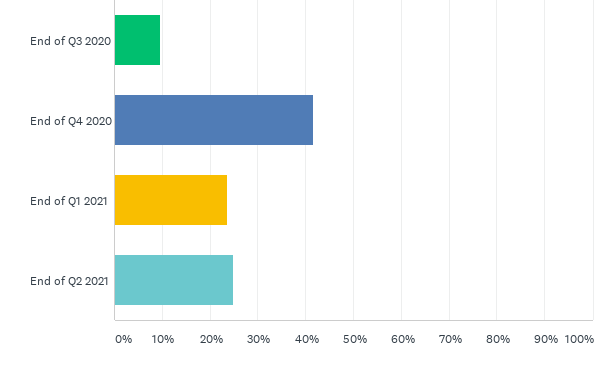 End of Q3 2020
End of Q4 2020
End of Q1 2021
End of Q2 2021
0% 10% 20% 30% 40% 50% 60% 70% 80% 90% 100%